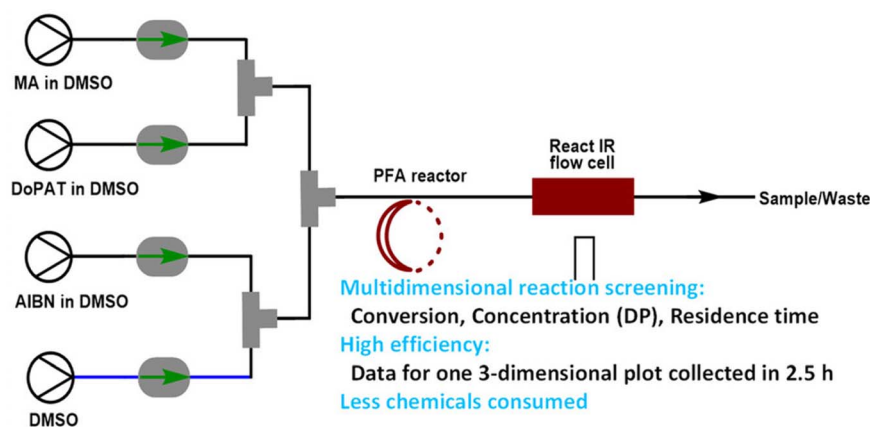 MA in DMSO
DoPAT in DMSO
AIBN in DMSO
DMSO
PFA reactor
React IR
flow cell
Sample/Waste
Multidimensional reaction screening:
Conversion, Concentration (DP), Residence time
High efficiency:
Data for one 3-dimensional plot collected in 2.5 h
Less chemicals consumed